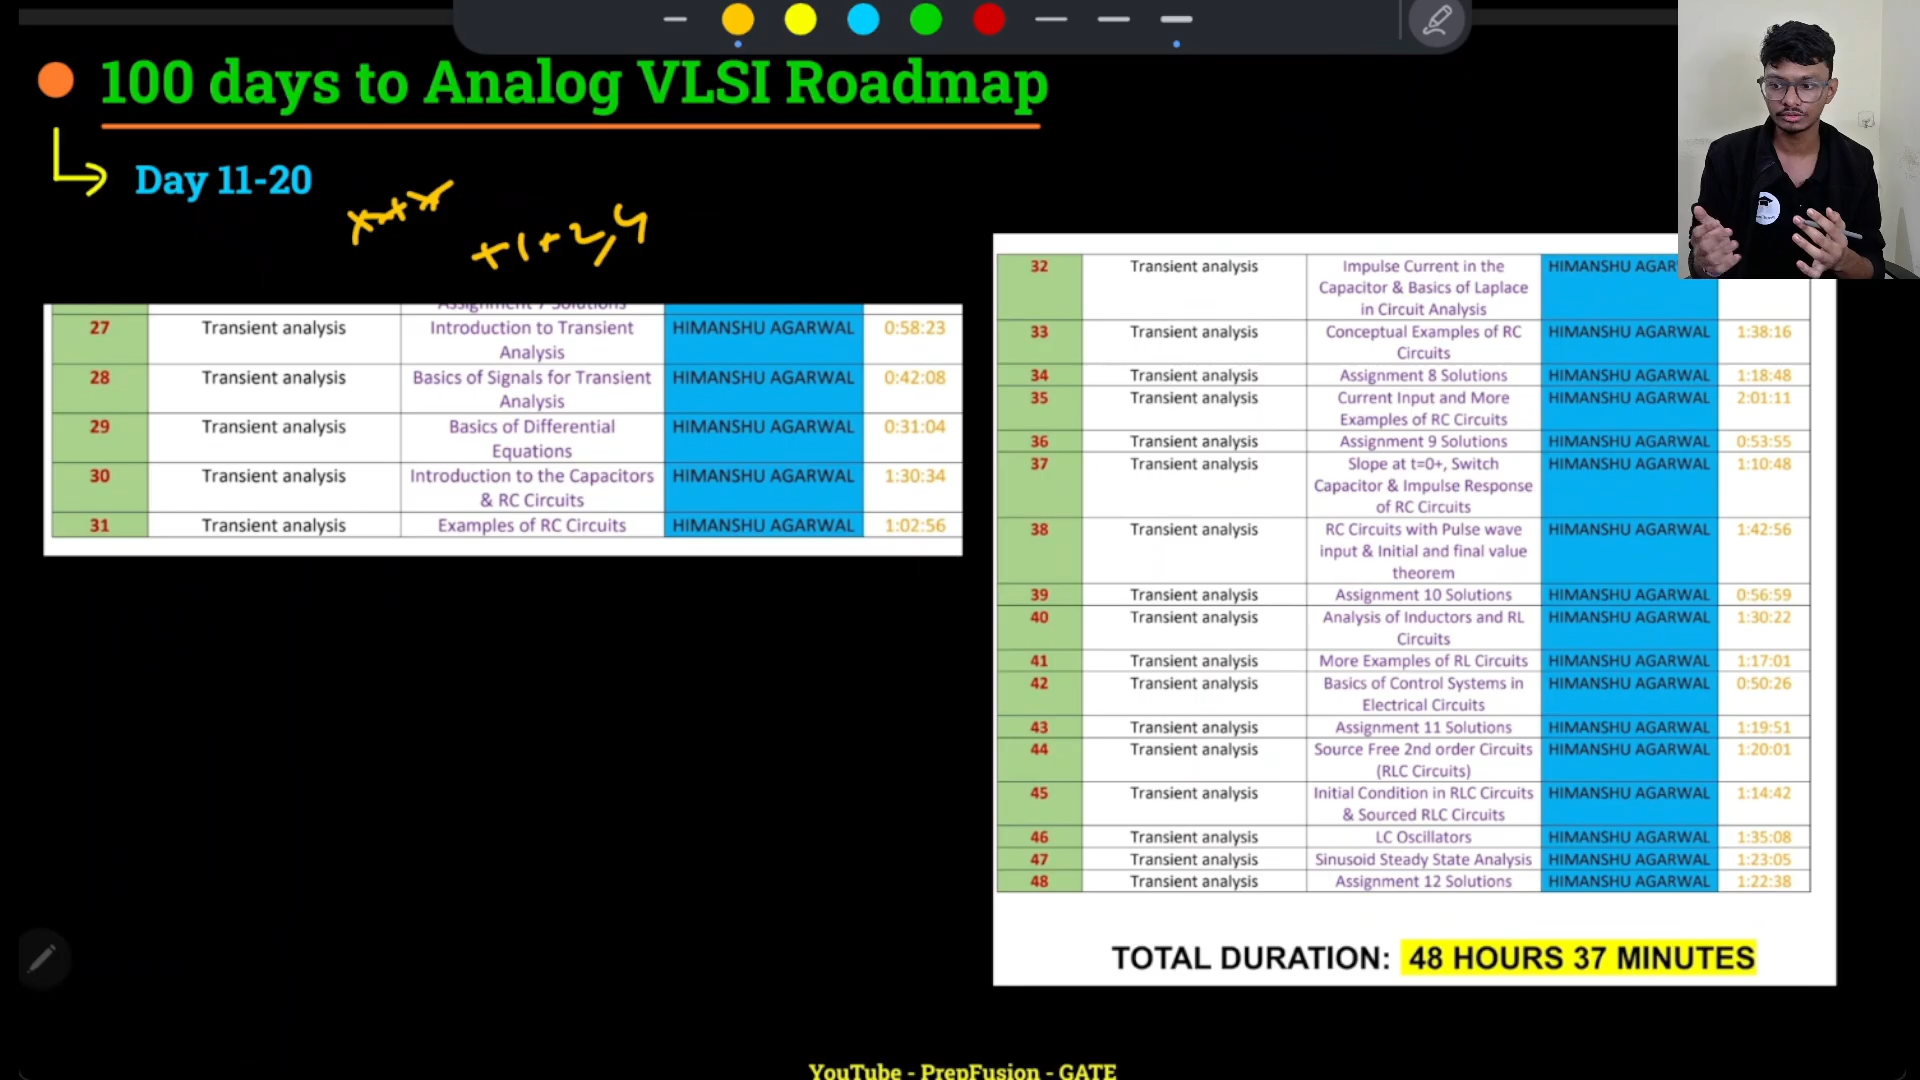 100 days to Analog VLSI Roadmap
Day 11-20
+1+2,
27 Transient analysis Introduction to Transient Analysis HIMANSHU AGARWAL 0:58:23
28 Transient analysis Basics of Signals for Transient Analysis HIMANSHU AGARWAL 0:42:08
29 Transient analysis Basics of Differential Equations HIMANSHU AGARWAL 0:31:04
30 Transient analysis Introduction to the Capacitors & RC Circuits HIMANSHU AGARWAL 1:30:34
31 Transient analysis Examples of RC Circuits HIMANSHU AGARWAL 1:02:56
32 Transient analysis Impulse Current in the Capacitor & Basics of Laplace in Circuit Analysis HIMANSHU
33 Transient analysis Conceptual Examples of RC Circuits HIMANSHU AGARWAL 1:38:16
34 Transient analysis Assignment 8 Solutions HIMANSHU AGARWAL 1:18:48
35 Transient analysis Current Input and More Examples of RC Circuits HIMANSHU AGARWAL 2:01:11
36 Transient analysis Assignment 9 Solutions HIMANSHU AGARWAL 0:53:55
37 Transient analysis Slope at t=0+, Switch Capacitor & Impulse Response of RC Circuits HIMANSHU AGARWAL 1:10:48
38 Transient analysis RC Circuits with Pulse wave input & Initial and final value theorem HIMANSHU AGARWAL 1:42:56
39 Transient analysis Assignment 10 Solutions HIMANSHU AGARWAL 0:56:59
40 Transient analysis Analysis of Inductors and RL Circuits HIMANSHU AGARWAL 1:30:22
41 Transient analysis More Examples of RL Circuits HIMANSHU AGARWAL 1:17:01
42 Transient analysis Basics of Control Systems in Electrical Circuits HIMANSHU AGARWAL 0:50:26
43 Transient analysis Assignment 11 Solutions HIMANSHU AGARWAL 1:19:51
44 Transient analysis Source Free 2nd order Circuits (RLC Circuits) HIMANSHU AGARWAL 1:20:01
45 Transient analysis Initial Condition in RLC Circuits & Sourced RLC Circuits HIMANSHU AGARWAL 1:14:42
46 Transient analysis LC Oscillators HIMANSHU AGARWAL 1:35:08
47 Transient analysis Sinusoid Steady State Analysis HIMANSHU AGARWAL 1:23:05
48 Transient analysis Assignment 12 Solutions HIMANSHU AGARWAL 1:22:38
TOTAL DURATION: 48 HOURS 37 MINUTES
YouTube - PrepFusion - GATE